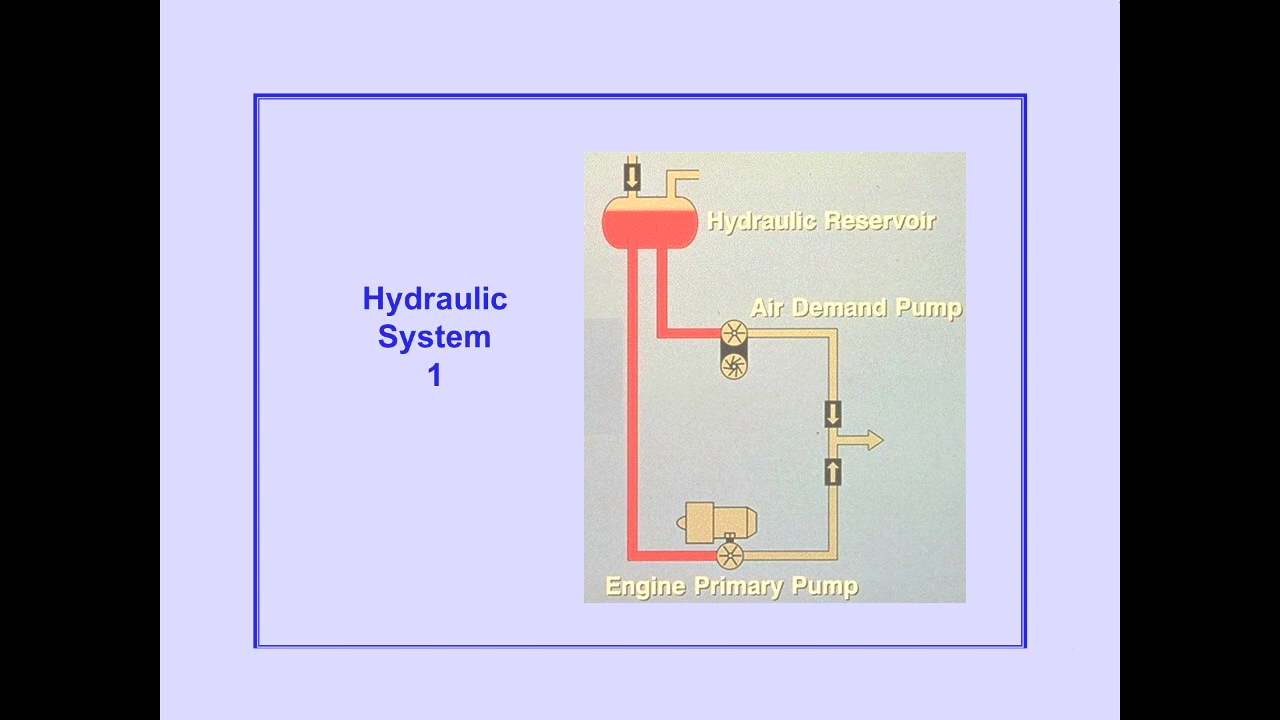 Hydraulic
System
1
Hydraulic Reservoir
Air Demand Pump
Engine Primary Pump